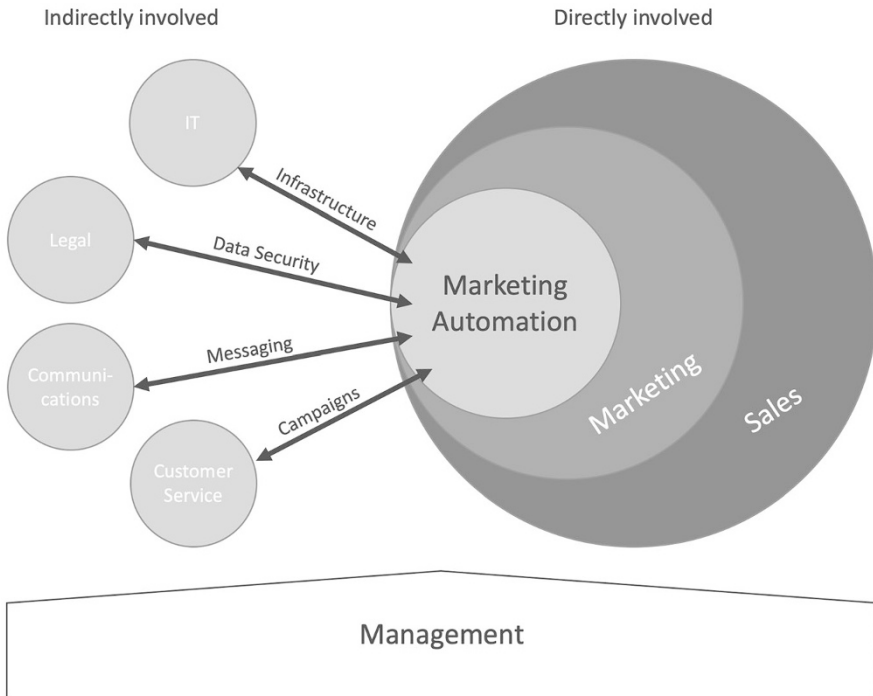 Indirectly involved
Directly involved
IT
Infrastructure
Legal
Data Security
Marketing
Automation
Messaging
Communi-
cations
Campaigns
Marketing
Sales
Customer
Service
Management